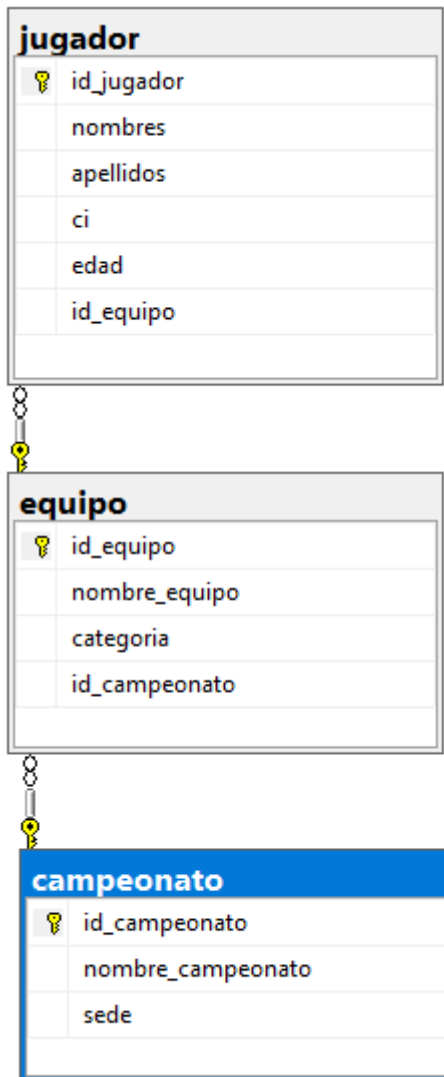 jugador
id_jugador
nombres
apellidos
ci
edad
id_equipo
equipo
id_equipo
nombre_equipo
categoria
id_campeonato
campeonato
id_campeonato
nombre_campeonato
sede